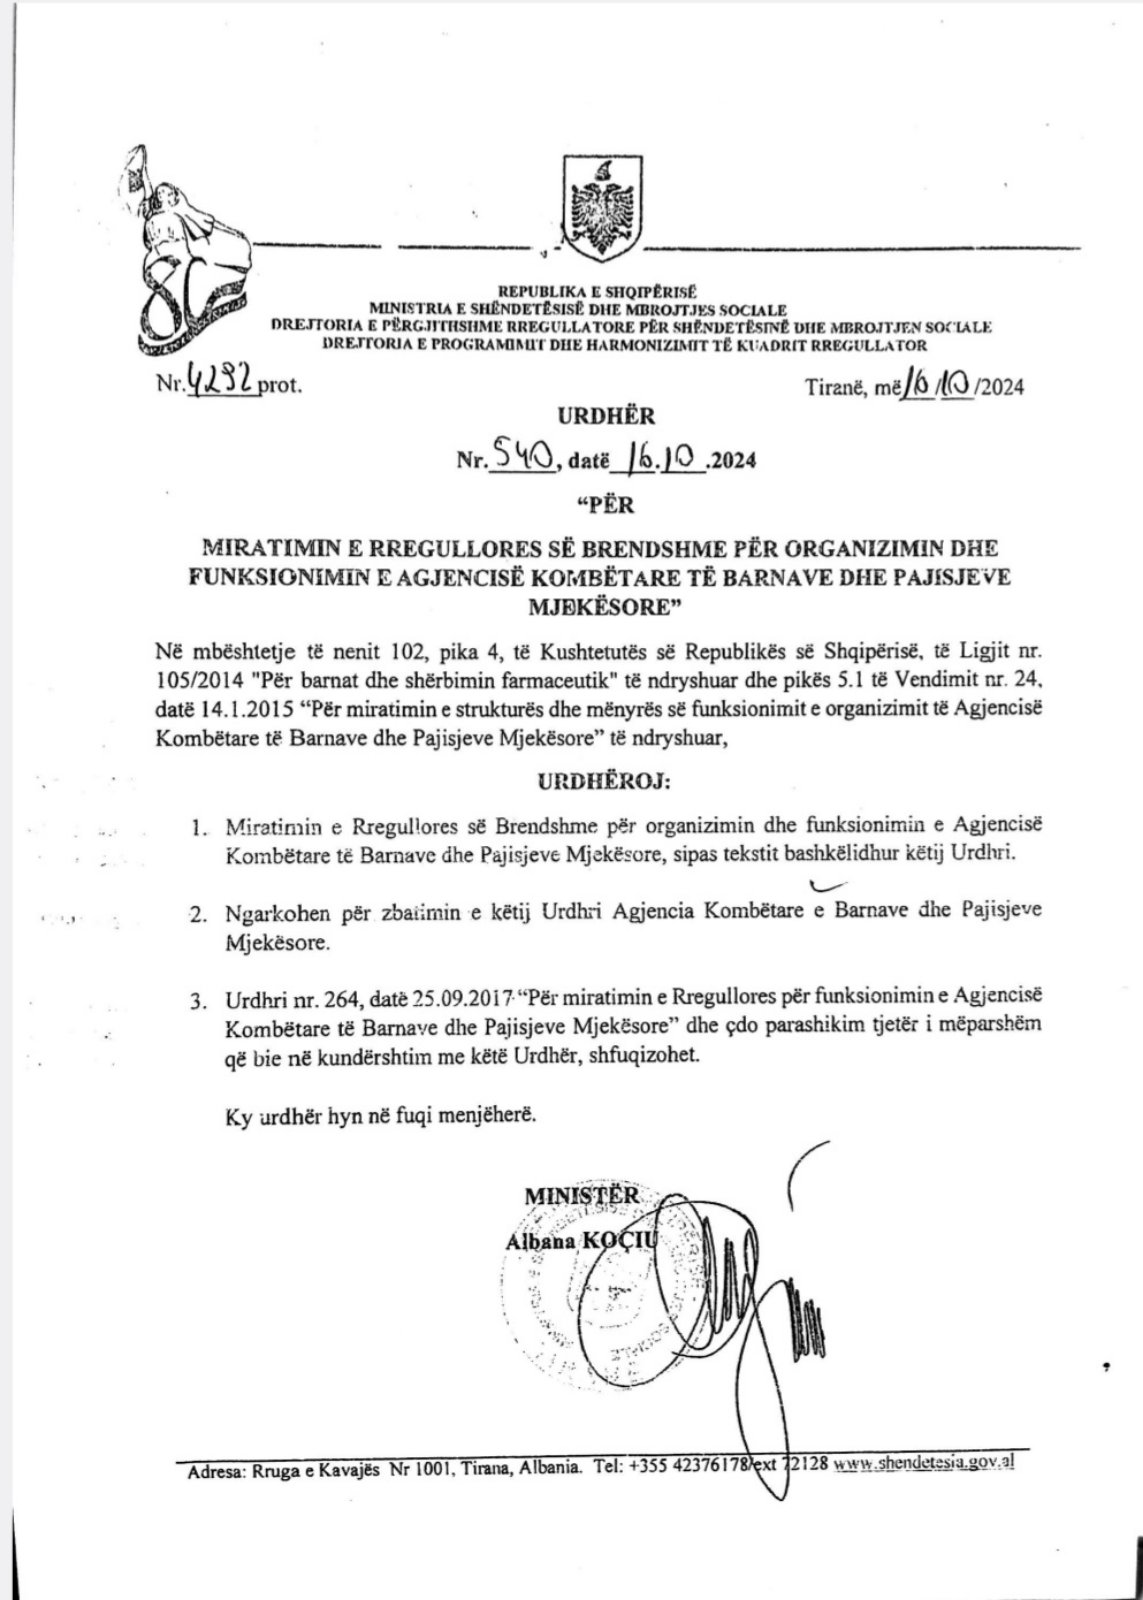 REPUBLIKA E SHQIPËRISË
MINISTRIA E SHËNDETËSISË DHE MBROJTJES SOCIALE
DREJTORIA E PËRGJITHSHME RREGULLATORE PËR SHËNDETËSINË DHE MBROJTJEN SOCIALE
DREJTORIA E PROGRAMIMIT DHE HARMONIZIMIT TË KUADRIT RREGULLATOR
Nr. 4292 prot. Tiranë, më 16/10/2024
URDHËR
Nr. 540, datë 16.10.2024
“PËR
MIRATIMIN E RREGULLORES SË BRENDSHME PËR ORGANIZIMIN DHE
FUNKSIONIMIN E AGJENCISË KOMBËTARE TË BARNAVE DHE PAJISJEVE
MJEKËSORE”
Në mbështetje të nenit 102, pika 4, të Kushtetutës së Republikës së Shqipërisë, të Ligjit nr.
105/2014 "Për barnat dhe shërbimin farmaceutik" të ndryshuar dhe pikës 5.1 të Vendimit nr. 24,
datë 14.1.2015 “Për miratimin e strukturës dhe mënyrës së funksionimit e organizimit të Agjencisë
Kombëtare të Barnave dhe Pajisjeve Mjekësore” të ndryshuar,
URDHËROJ:
1. Miratimin e Rregullores së Brendshme për organizimin dhe funksionimin e Agjencisë
Kombëtare të Barnave dhe Pajisjeve Mjekësore, sipas tekstit bashkëlidhur këtij Urdhri.
2. Ngarkohen për zbatimin e këtij Urdhri Agjencia Kombëtare e Barnave dhe Pajisjeve
Mjekësore.
3. Urdhri nr. 264, datë 25.09.2017 “Për miratimin e Rregullores për funksionimin e Agjencisë
Kombëtare të Barnave dhe Pajisjeve Mjekësore” dhe çdo parashikim tjetër i mëparshëm
që bie në kundërshtim me këtë Urdhër, shfuqizohet.
Ky urdhër hyn në fuqi menjëherë.
MINISTËR
Albana KOÇIU
Adresa: Rruga e Kavajës Nr 1001, Tirana, Albania. Tel: +355 42376178/ext 72128 www.shendetesia.gov.al